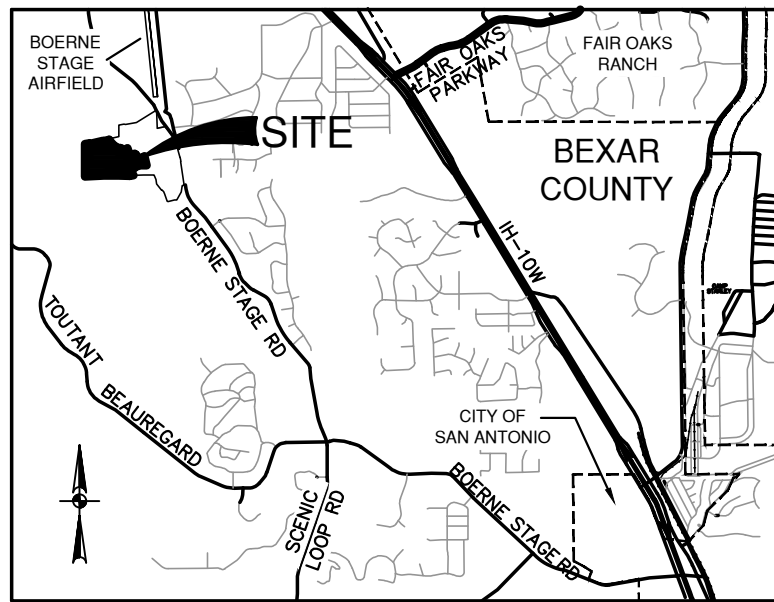 BOERNE
STAGE
AIRFIELD
FAIR OAKS
PARKWAY
FAIR OAKS
RANCH
SITE
BEXAR
COUNTY
BOERNE STAGE RD
IH-10W
TOUTANT
BEAUREGARD
CITY OF
SAN ANTONIO
SCENIC
LOOP RD
BOERNE STAGE RD